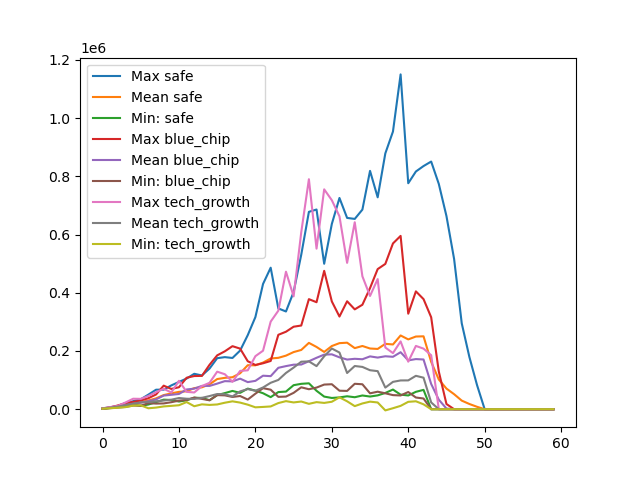 1e6
1.2
1.0
0.8
0.6
0.4
0.2
0.0
Max safe
Mean safe
Min: safe
Max blue_chip
Mean blue_chip
Min: blue_chip
Max tech_growth
Mean tech_growth
Min: tech_growth
0 10 20 30 40 50 60